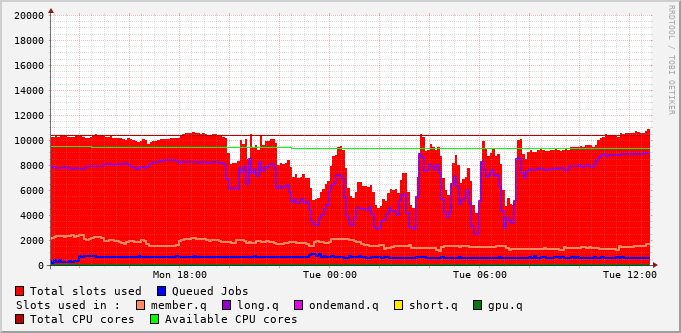 RRDTOOL / TOBI OETIKER
20000
18000
16000
14000
12000
10000
8000
6000
4000
2000
0
Mon 18:00 Tue 00:00 Tue 06:00 Tue 12:00
Total slots used Queued Jobs
Slots used in : member.q long.q ondemand.q short.q gpu.q
Total CPU cores Available CPU cores